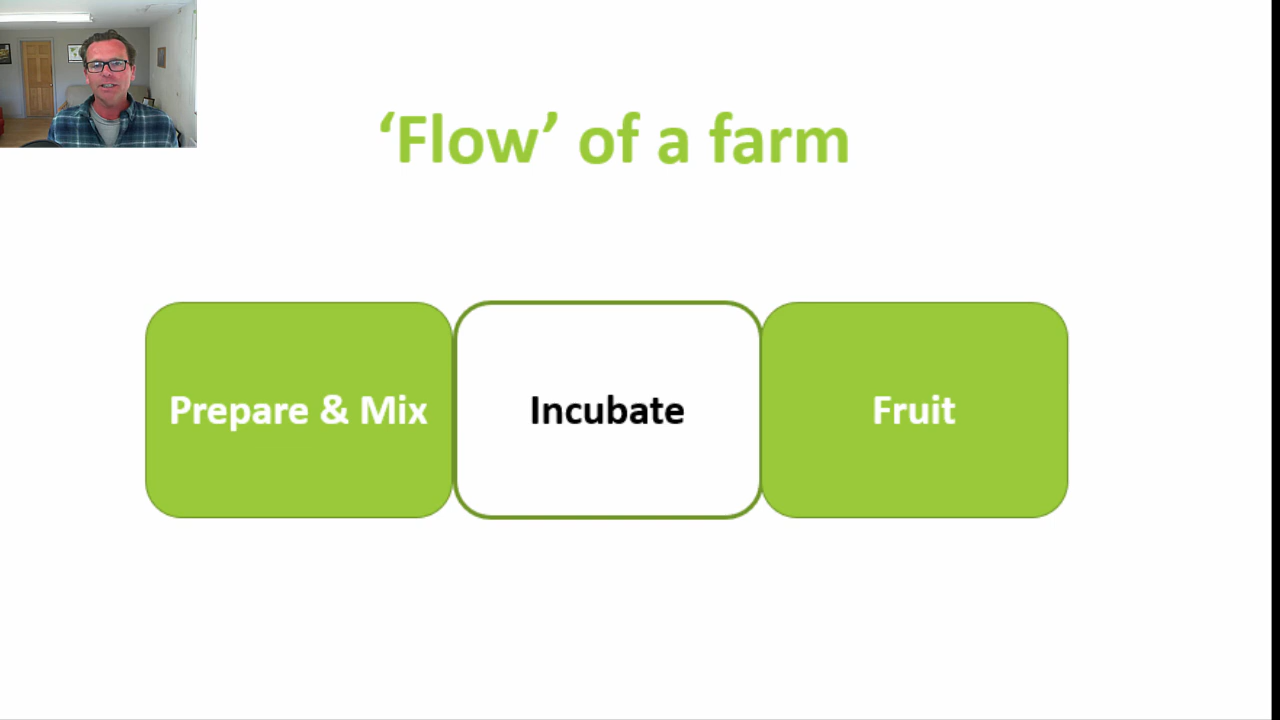 ‘Flow’ of a farm
Prepare & Mix
Incubate
Fruit